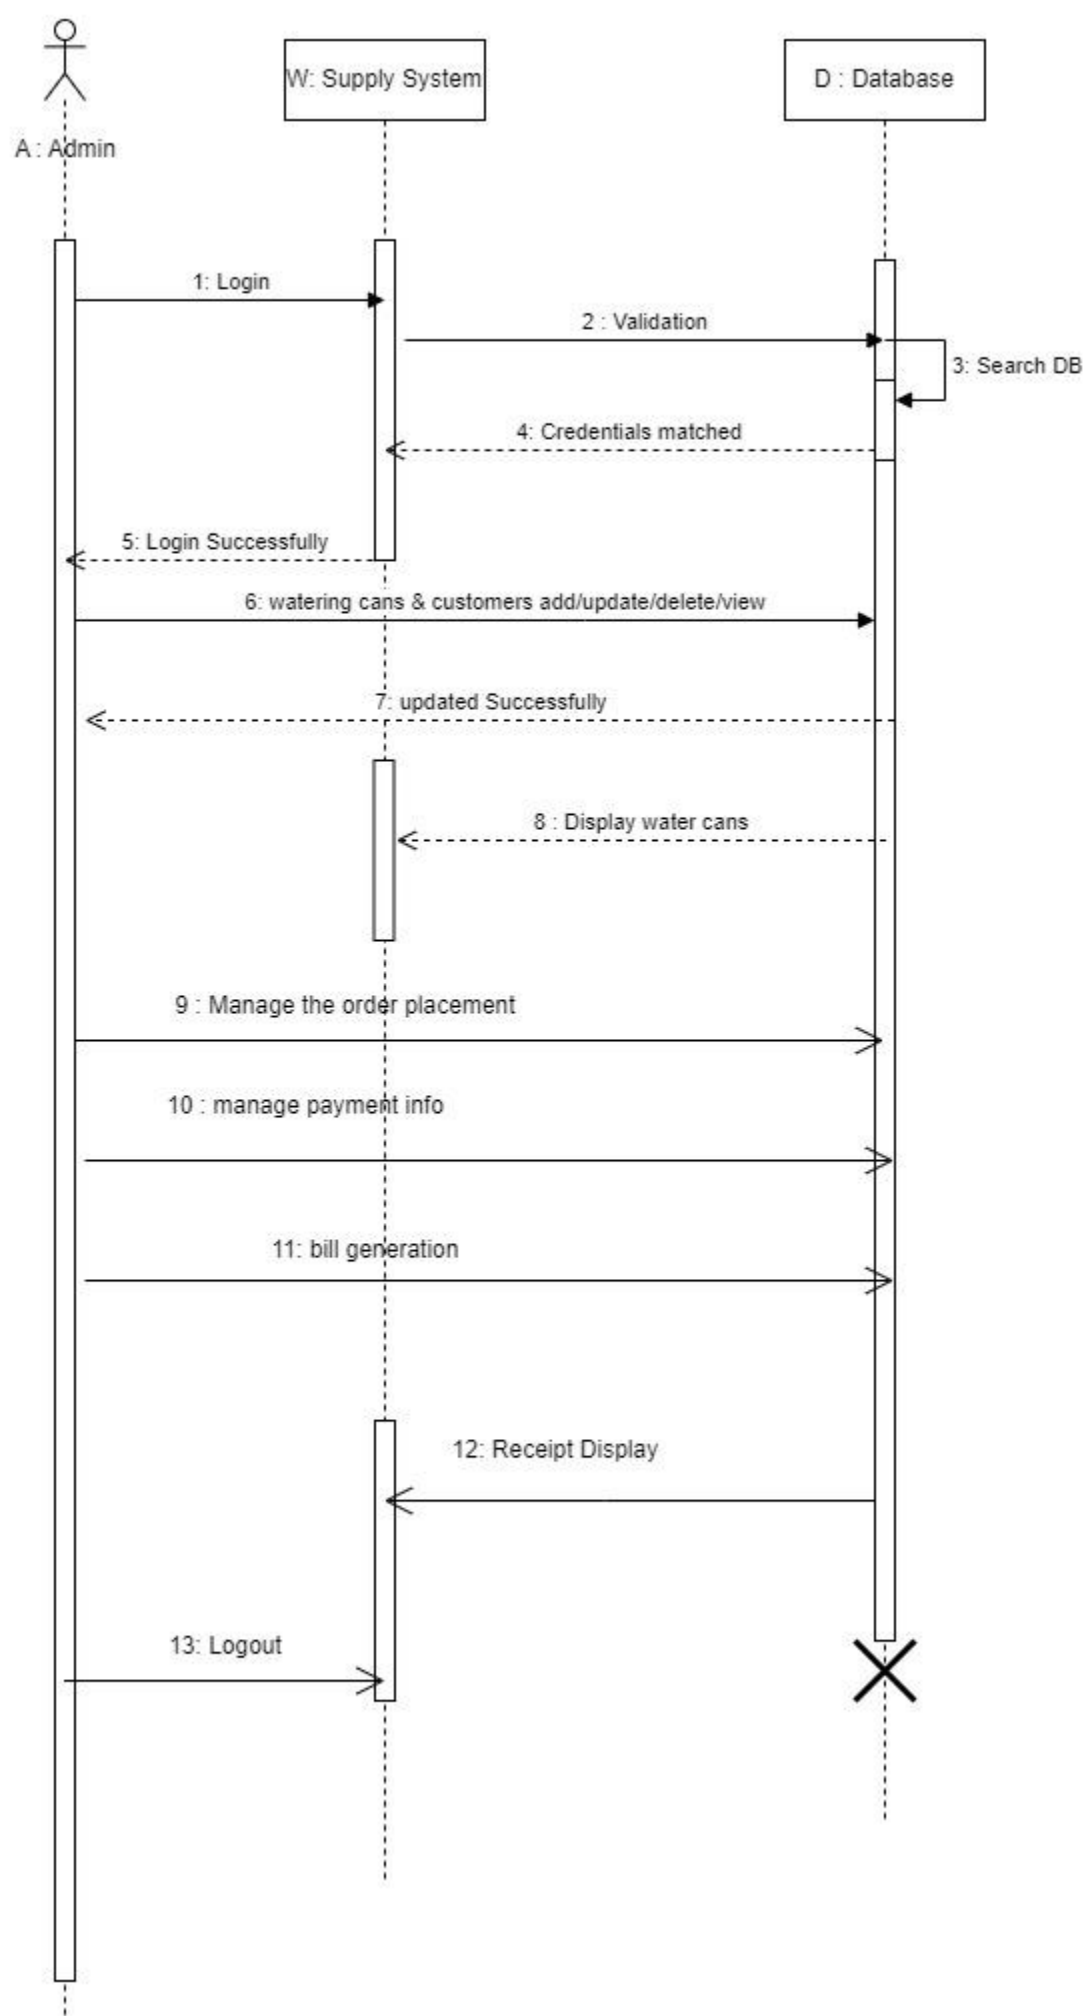 W: Supply System
D : Database
A : Admin
1: Login
2 : Validation
3: Search DB
4: Credentials matched
5: Login Successfully
6: watering cans & customers add/update/delete/view
7: updated Successfully
8 : Display water cans
9 : Manage the order placement
10 : manage payment info
11: bill generation
12: Receipt Display
13: Logout